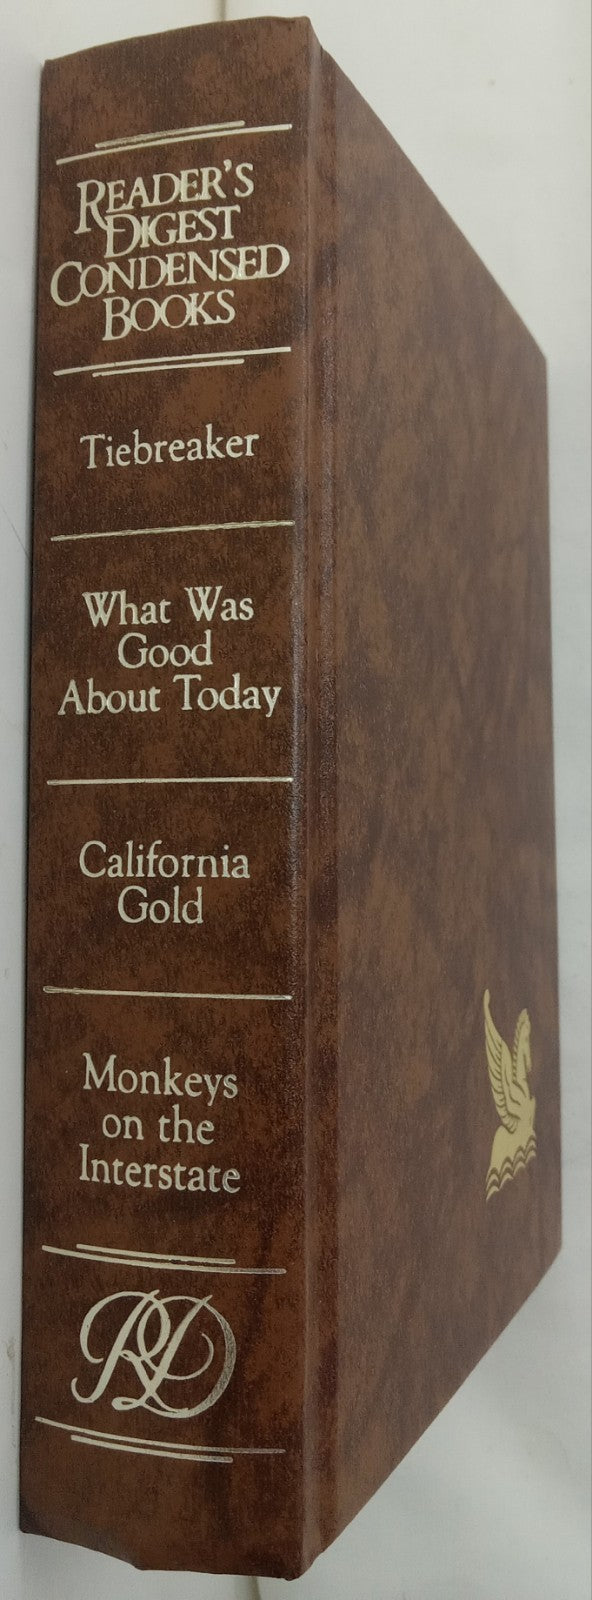 READER'S
DIGEST
CONDENSED
BOOKS
Tiebreaker
What Was
Good
About Today
California
Gold
Monkeys
on the
Interstate
RD